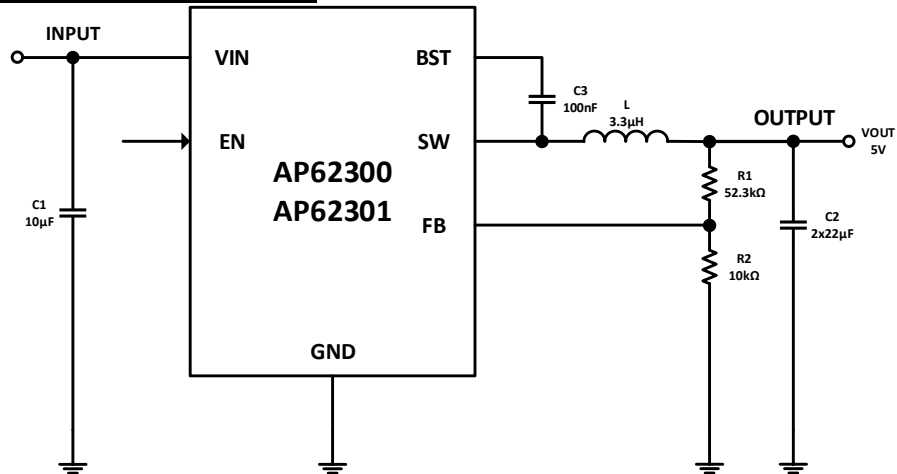 INPUT
VIN
BST
C3
100nF
L
3.3µH
OUTPUT
VOUT
5V
EN
SW
AP62300
AP62301
R1
52.3kΩ
C1
10µF
FB
C2
2x22µF
R2
10kΩ
GND